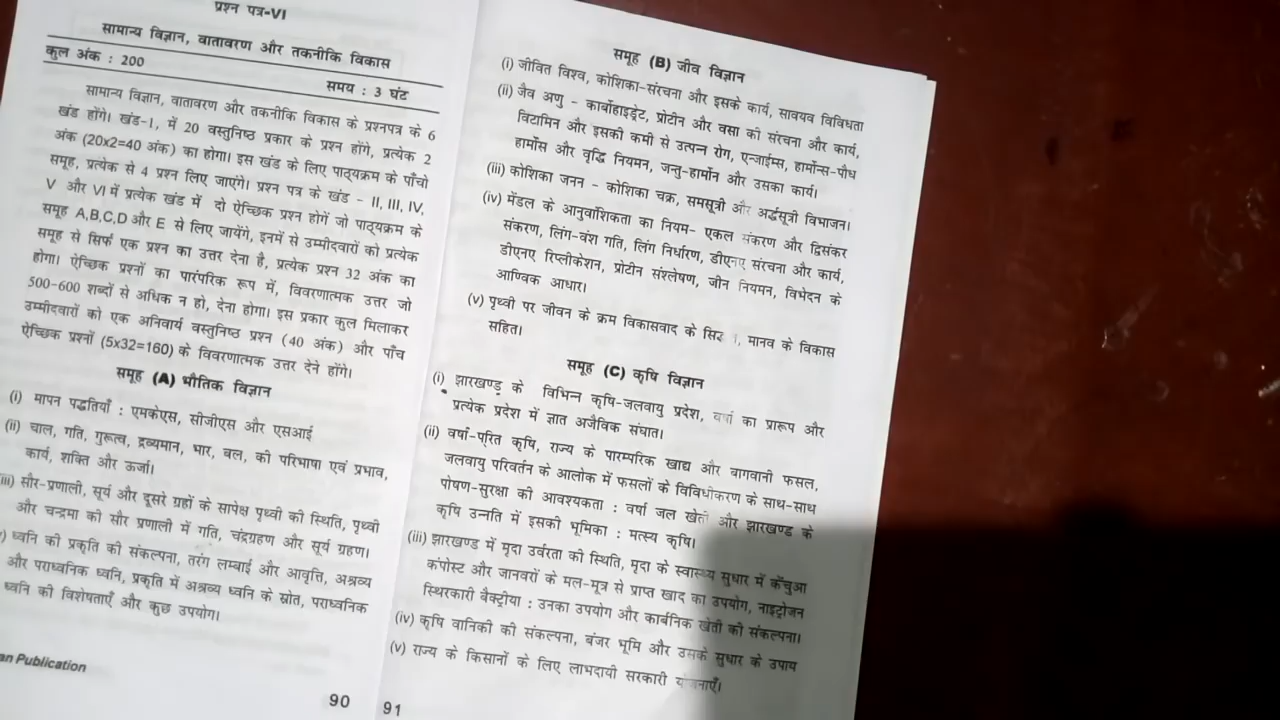 प्रश्न पत्र-VI
सामान्य विज्ञान, वातावरण और तकनीकि विकास
कुल अंक : 200
समय : 3 घंट
सामान्य विज्ञान, वातावरण और तकनीकि विकास के प्रश्नपत्र के 6
खंड होंगे। खंड-I, में 20 वस्तुनिष्ठ प्रकार के प्रश्न होंगे, प्रत्येक 2
अंक (20x2=40 अंक) का होगा। इस खंड के लिए पाठ्यक्रम के पाँचो
समूह, प्रत्येक से 4 प्रश्न लिए जाएंगे। प्रश्न पत्र के खंड - II, III, IV,
V और VI में प्रत्येक खंड में दो ऐच्छिक प्रश्न होगें जो पाठ्यक्रम के
समूह A,B,C,D और E से लिए जायेंगे, इनमें से उम्मीदवारों को प्रत्येक
समूह से सिर्फ एक प्रश्न का उत्तर देना है, प्रत्येक प्रश्न 32 अंक का
होगा। ऐच्छिक प्रश्नों का पारंपरिक रूप में, विवरणात्मक उत्तर जो
500-600 शब्दों से अधिक न हो, देना होगा। इस प्रकार कुल मिलाकर
उम्मीदवारों को एक अनिवार्य वस्तुनिष्ठ प्रश्न (40 अंक) और पाँच
ऐच्छिक प्रश्नों (5x32=160) के विवरणात्मक उत्तर देने होंगे।
समूह (A) भौतिक विज्ञान
(i) मापन पद्धतियाँ : एमकेएस, सीजीएस और एसआई
(ii) चाल, गति, गुरूत्व, द्रव्यमान, भार, बल, की परिभाषा एवं प्रभाव,
कार्य, शक्ति और ऊर्जा।
iii) सौर-प्रणाली, सूर्य और दूसरे ग्रहों के सापेक्ष पृथ्वी की स्थिति, पृथ्वी
और चन्द्रमा की सौर प्रणाली में गति, चंद्रग्रहण और सूर्य ग्रहण।
) ध्वनि की प्रकृति की संकल्पना, तरंग लम्बाई और आवृत्ति, अश्रव्य
और पराध्वनिक ध्वनि, प्रकृति में अश्रव्य ध्वनि के स्रोत, पराध्वनिक
ध्वनि की विशेषताएँ और कुछ उपयोग।
an Publication
90
समूह (B) जीव विज्ञान
(i) जीवित विश्व, कोशिका-संरचना और इसके कार्य, सावयव विविधता
(ii) जैव अणु - कार्बोहाइड्रेट, प्रोटीन और वसा की संरचना और कार्य,
विटामिन और इसकी कमी से उत्पन्न रोग, एन्जाईम्स, हार्मोन्स-पौध
हार्मोंस और वृद्धि नियमन, जन्तु-हार्मोन और उसका कार्य।
(iii) कोशिका जनन - कोशिका चक्र, समसूत्री और अर्द्धसूत्री विभाजन।
(iv) मेंडल के आनुवांशिकता का नियम- एकल संकरण और द्विसंकर
संकरण, लिंग-वंश गति, लिंग निर्धारण, डीएनए संरचना और कार्य,
डीएनए रिप्लीकेशन, प्रोटीन संश्लेषण, जीन नियमन, विभेदन के
आण्विक आधार।
(v) पृथ्वी पर जीवन के क्रम विकासवाद के मानव के विकास
सहित।
समूह (C) कृषि विज्ञान
(i) झारखण्ड के विभिन्न कृषि-जलवायु प्रदेश, वर्षा का प्रारूप और
प्रत्येक प्रदेश में ज्ञात अजैविक संघात।
(ii) वर्षा-प्रित कृषि, राज्य के पारम्परिक खाद्य और वागवानी फसल,
जलवायु परिवर्तन के आलोक में फसलों के विविधीकरण के साथ-साथ
पोषण-सुरक्षा की आवश्यकता : वर्षा जल खेती और झारखण्ड के
कृषि उन्नति में इसकी भूमिका : मत्स्य कृषि।
(iii) झारखण्ड में मृदा उर्वरता की स्थिति, मृदा के स्वास्थ्य सुधार में केंचुआ
कंपोस्ट और जानवरों के मल-मूत्र से प्राप्त खाद का उपयोग, नाइट्रोजन
स्थिरकारी बैक्ट्रीया : उनका उपयोग और कार्बनिक खेती की संकल्पना।
(iv) कृषि वानिकी की संकल्पना, बंजर भूमि और उसके सुधार के उपाय
(v) राज्य के किसानों के लिए लाभदायी सरकारी योजनाएँ।
91